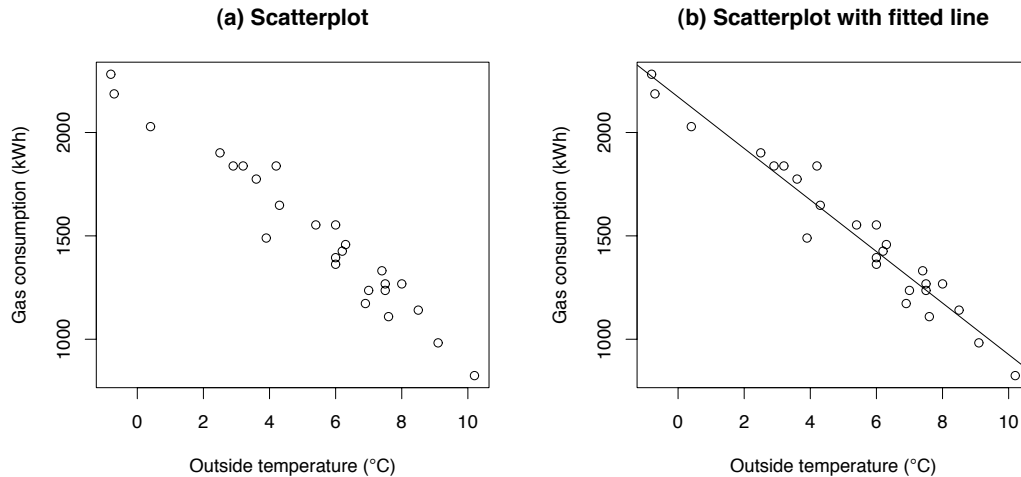 (a) Scatterplot
Gas consumption (kWh)
2000
1500
1000
0 2 4 6 8 10
Outside temperature (°C)
(b) Scatterplot with fitted line
Gas consumption (kWh)
2000
1500
1000
0 2 4 6 8 10
Outside temperature (°C)